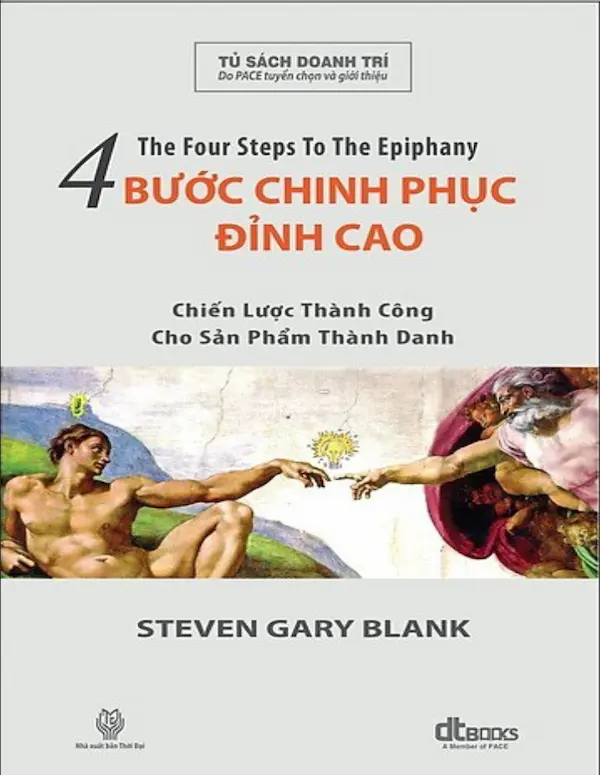 TỦ SÁCH DOANH TRÍ
Do PACE tuyển chọn và giới thiệu
The Four Steps To The Epiphany
4 BƯỚC CHINH PHỤC
ĐỈNH CAO
Chiến Lược Thành Công
Cho Sản Phẩm Thành Danh
STEVEN GARY BLANK
Nhà xuất bản Thời Đại
dtBOOKS
A Member of PACE